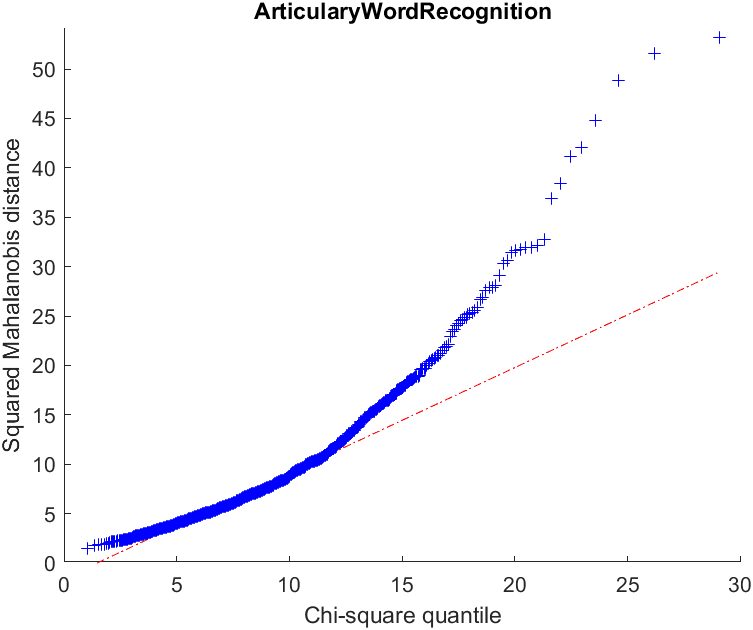 ArticularyWordRecognition
Squared Mahalanobis distance
50
45
40
35
30
25
20
15
10
5
0
0 5 10 15 20 25 30
Chi-square quantile